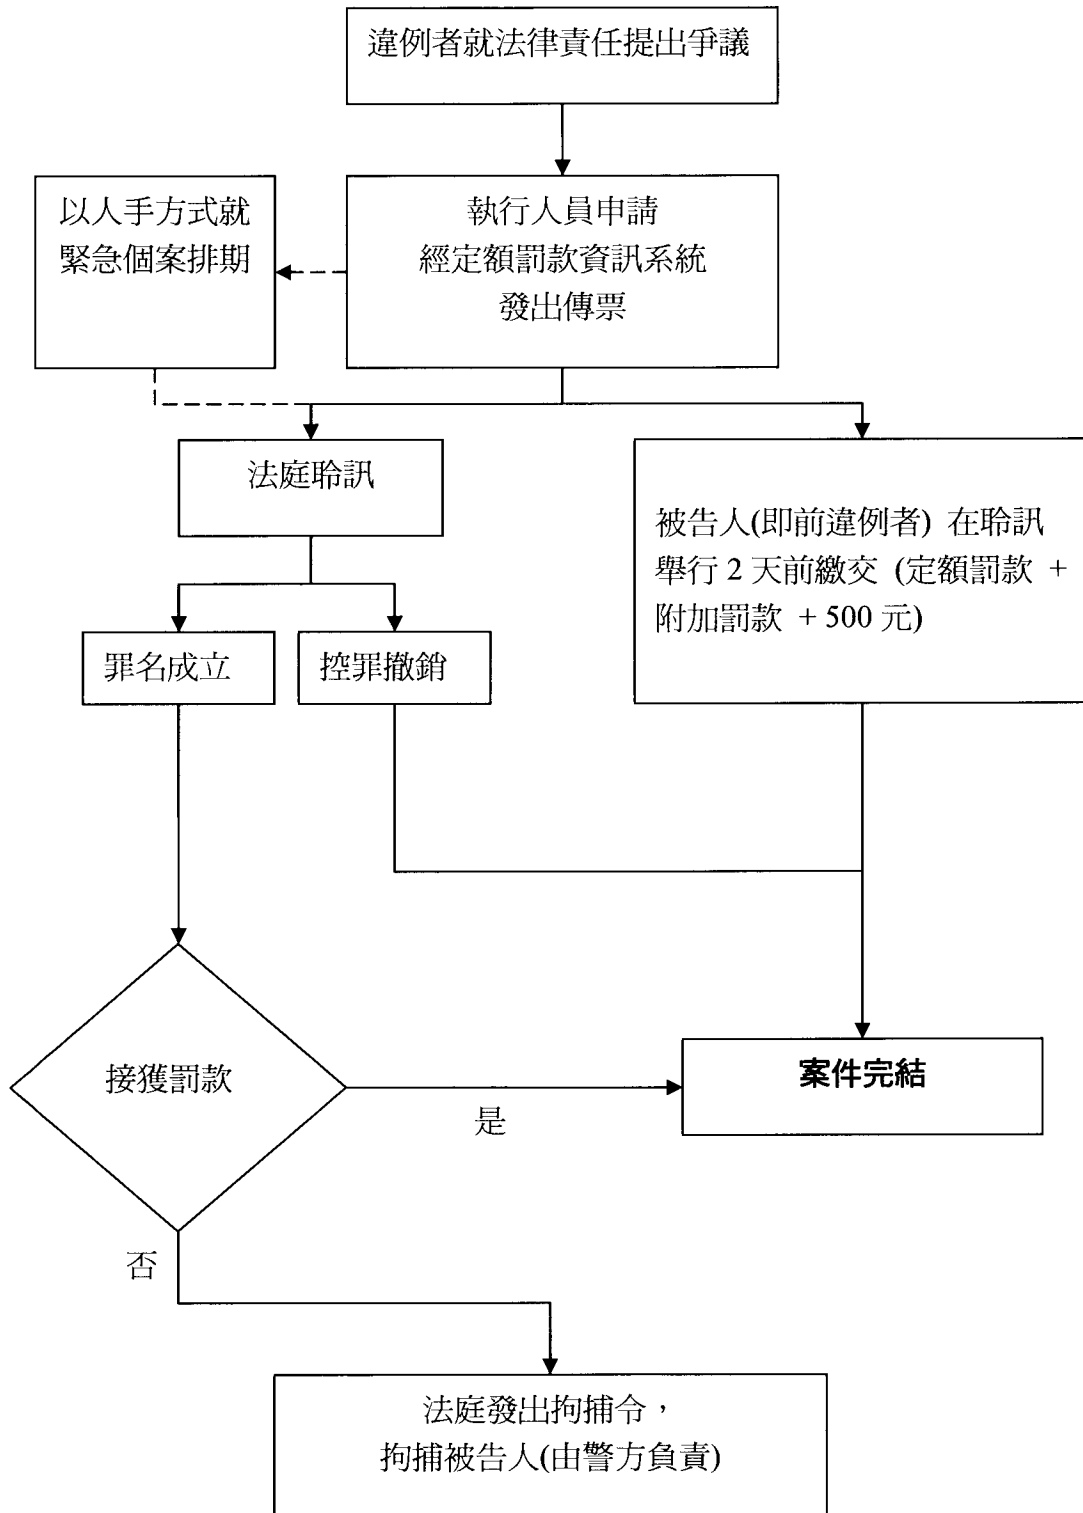 違例者就法律責任提出爭議
以人手方式就
緊急個案排期
執行人員申請
經定額罰款資訊系統
發出傳票
法庭聆訊
被告人(即前違例者) 在聆訊
舉行 2 天前繳交 (定額罰款 +
附加罰款 + 500 元)
罪名成立
控罪撤銷
接獲罰款
是
案件完結
否
法庭發出拘捕令，
拘捕被告人(由警方負責)